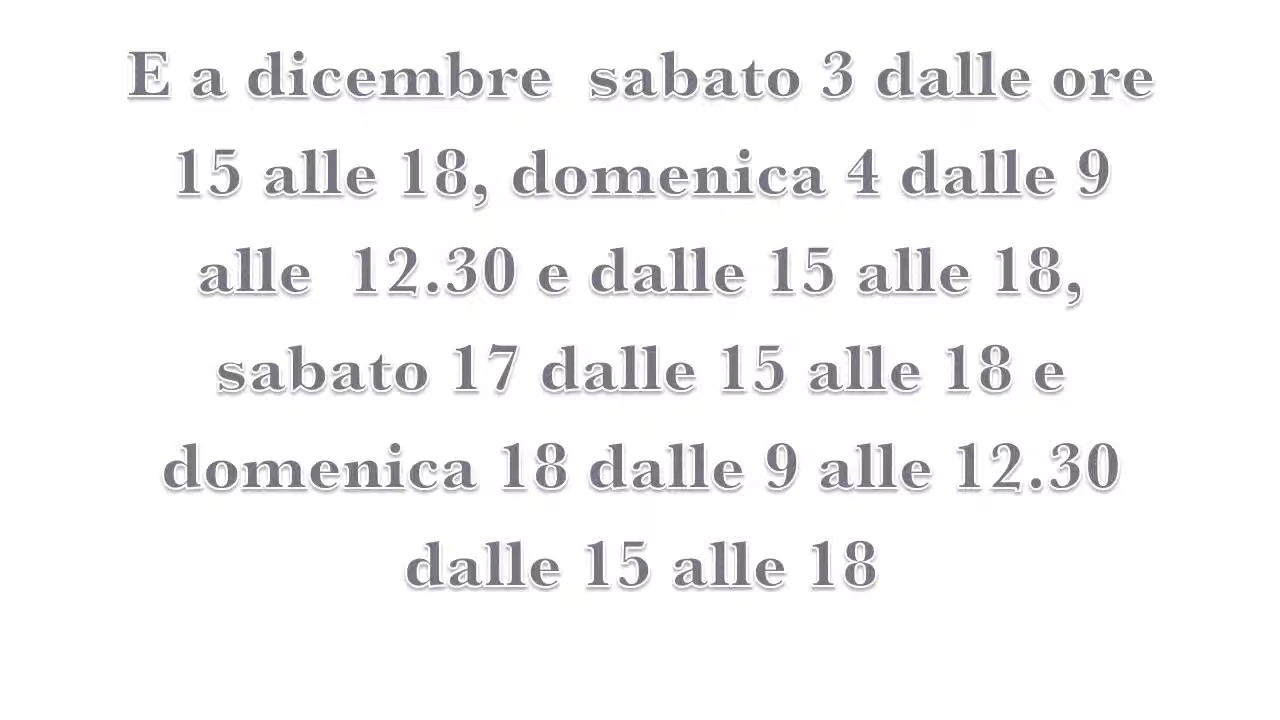 E a dicembre sabato 3 dalle ore
15 alle 18, domenica 4 dalle 9
alle 12.30 e dalle 15 alle 18,
sabato 17 dalle 15 alle 18 e
domenica 18 dalle 9 alle 12.30
dalle 15 alle 18